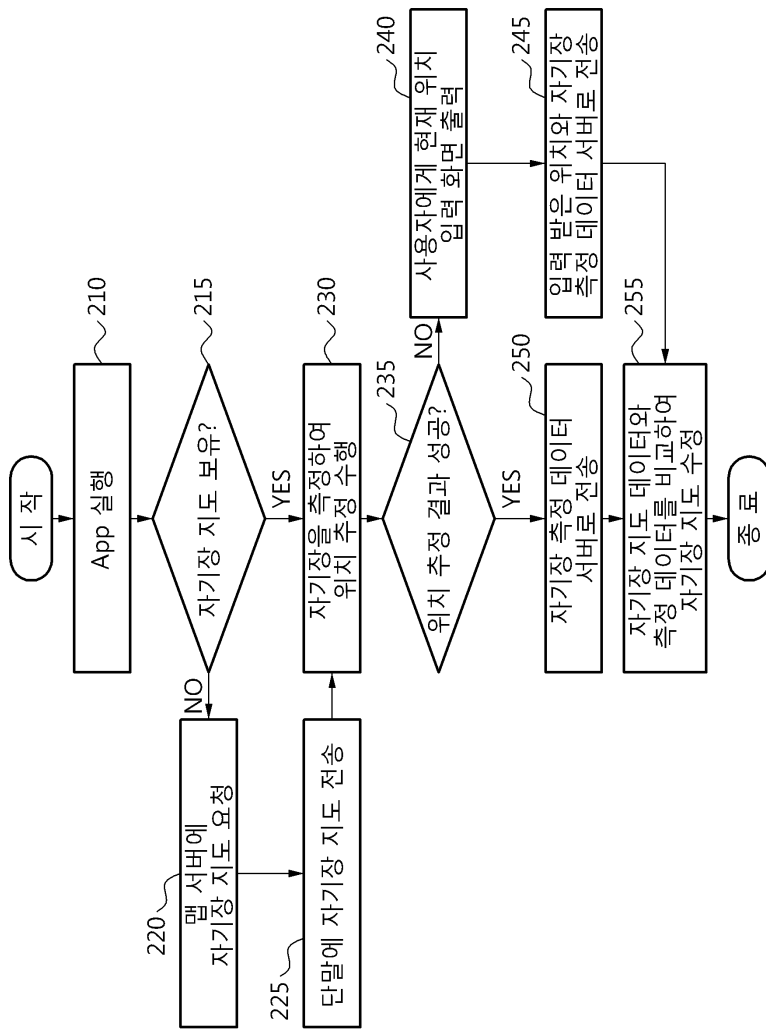 시 작
210
App 실행
215
자기장 지도 보유?
NO
YES
220
맵 서버에
자기장 지도 요청
225
단말에 자기장 지도 전송
230
자기장을 측정하여
위치 추정 수행
235
위치 추정 결과 성공?
NO
YES
240
사용자에게 현재 위치
입력 화면 출력
245
입력 받은 위치와 자기장
측정 데이터 서버로 전송
250
자기장 측정 데이터
서버로 전송
255
자기장 지도 데이터와
측정 데이터를 비교하여
자기장 지도 수정
종 료